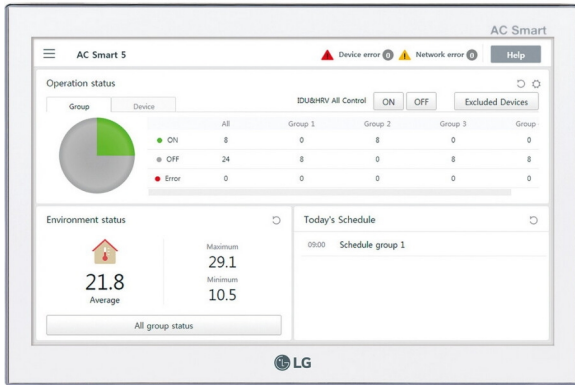 AC Smart
AC Smart 5 Device error 0 Network error 0 Help
Operation status
Group Device IDU&HRV All Control ON OFF Excluded Devices
All Group 1 Group 2 Group 3 Group
ON 8 0 8 0 0
OFF 24 8 0 8 8
Error 0 0 0 0 0
Environment status
21.8
Average
Maximum
29.1
Minimum
10.5
All group status
Today's Schedule
09:00 Schedule group 1
LG